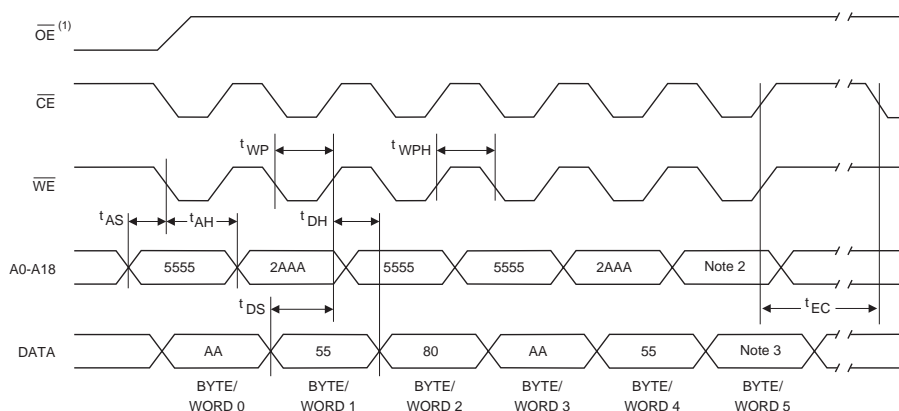 OE (1)
CE
t WP
t WPH
WE
t AS
t AH
t DH
A0-A18 5555 2AAA 5555 5555 2AAA Note 2
t DS
t EC
DATA AA 55 80 AA 55 Note 3
BYTE/ BYTE/ BYTE/ BYTE/ BYTE/ BYTE/
WORD 0 WORD 1 WORD 2 WORD 3 WORD 4 WORD 5